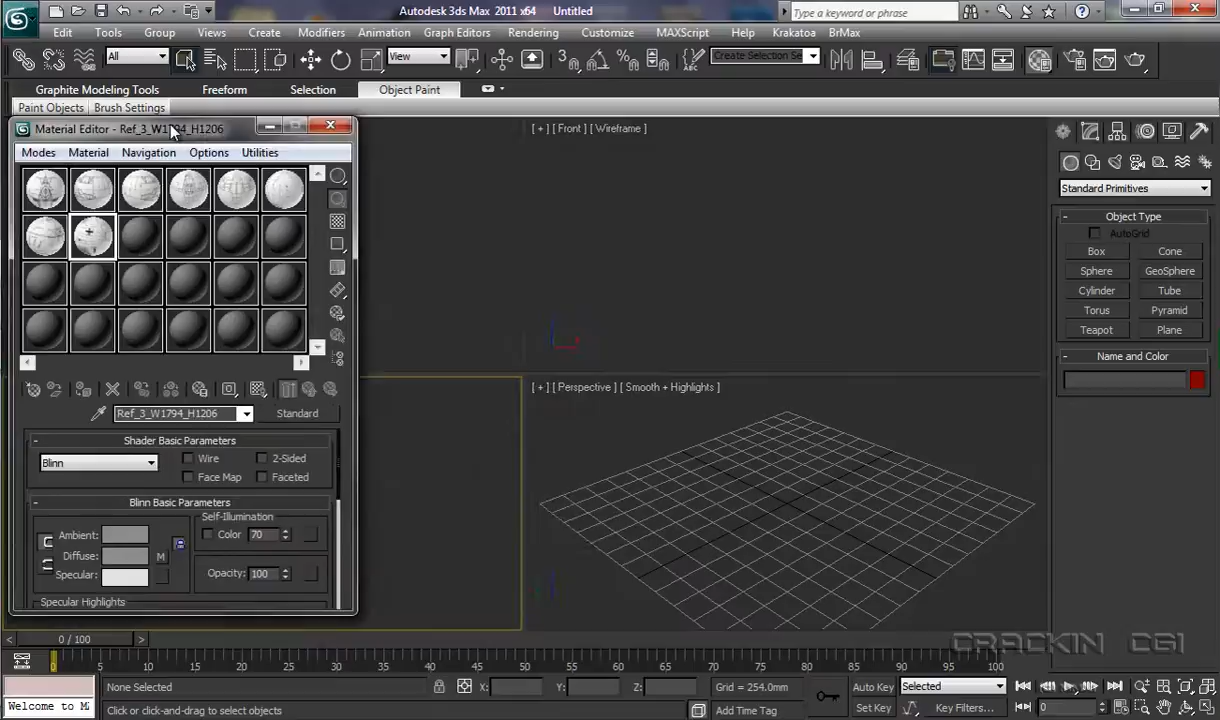 Autodesk 3ds Max 2011 x64 Untitled
Type a keyword or phrase
Edit Tools Group Views Create Modifiers Animation Graph Editors Rendering Customize MAXScript Help Krakatoa BrMax
All View Create Selection Se
Graphite Modeling Tools Freeform Selection Object Paint
Paint Objects Brush Settings
Material Editor - Ref_3_W1794_H1206
Modes Material Navigation Options Utilities
[ + ] [ Front ] [ Wireframe ]
[ + ] [ Perspective ] [ Smooth + Highlights ]
Ref_3_W1794_H1206 Standard
Shader Basic Parameters
Blinn Wire 2-Sided
Face Map Faceted
Blinn Basic Parameters
Self-Illumination
Ambient: Color 70
Diffuse: M
Specular: Opacity: 100
Specular Highlights
Standard Primitives
Object Type
AutoGrid
Box Cone
Sphere GeoSphere
Cylinder Tube
Torus Pyramid
Teapot Plane
Name and Color
CRACKIN CGI
0 / 100
0 5 10 15 20 25 30 35 40 45 50 55 60 65 70 75 80 85 90 95 100
None Selected X: Y: Z: Grid = 254.0mm Auto Key Selected
Welcome to MA Click or click-and-drag to select objects Add Time Tag Set Key Key Filters... 0